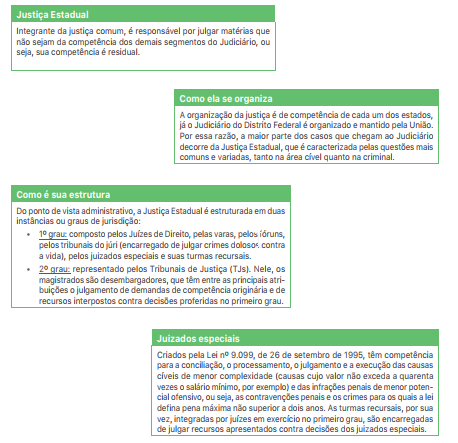 Justiça Estadual
Integrante da justiça comum, é responsável por julgar matérias que
não sejam da competência dos demais segmentos do Judiciário, ou
seja, sua competência é residual.
Como ela se organiza
A organização da justiça é de competência de cada um dos estados,
já o Judiciário do Distrito Federal é organizado e mantido pela União.
Por essa razão, a maior parte dos casos que chegam ao Judiciário
decorre da Justiça Estadual, que é caracterizada pelas questões mais
comuns e variadas, tanto na área cível quanto na criminal.
Como é sua estrutura
Do ponto de vista administrativo, a Justiça Estadual é estruturada em duas
instâncias ou graus de jurisdição:
• 1º grau: composto pelos Juízes de Direito, pelas varas, pelos fóruns,
pelos tribunais do júri (encarregado de julgar crimes dolosos contra
a vida), pelos juizados especiais e suas turmas recursais.
• 2º grau: representado pelos Tribunais de Justiça (TJs). Nele, os
magistrados são desembargadores, que têm entre as principais atri-
buições o julgamento de demandas de competência originária e de
recursos interpostos contra decisões proferidas no primeiro grau.
Juizados especiais
Criados pela Lei nº 9.099, de 26 de setembro de 1995, têm competência
para a conciliação, o processamento, o julgamento e a execução das causas
cíveis de menor complexidade (causas cujo valor não exceda a quarenta
vezes o salário mínimo, por exemplo) e das infrações penais de menor poten-
cial ofensivo, ou seja, as contravenções penais e os crimes para os quais a lei
defina pena máxima não superior a dois anos. As turmas recursais, por sua
vez, integradas por juízes em exercício no primeiro grau, são encarregadas
de julgar recursos apresentados contra decisões dos juizados especiais.